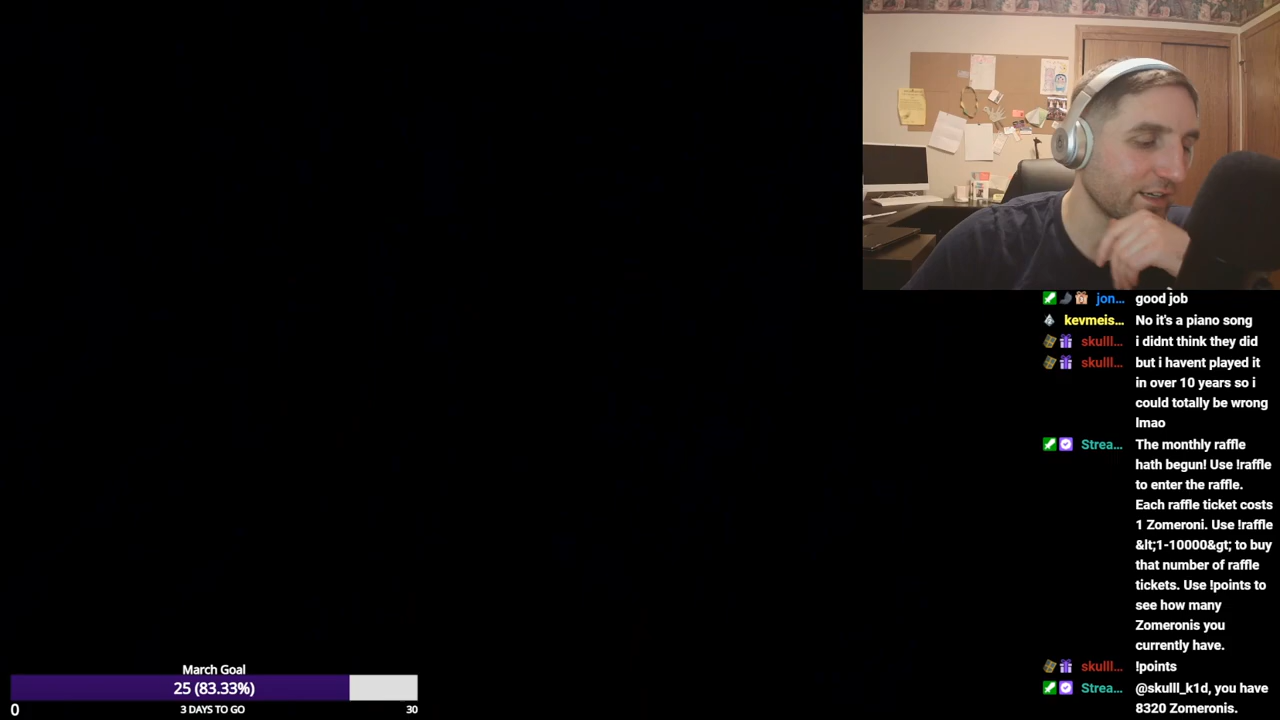 jon... good job
kevmeis... No it's a piano song
skulll... i didnt think they did
skulll... but i havent played it
in over 10 years so i
could totally be wrong
lmao
Strea... The monthly raffle
hath begun! Use !raffle
to enter the raffle.
Each raffle ticket costs
1 Zomeroni. Use !raffle
&lt;1-10000&gt; to buy
that number of raffle
tickets. Use !points to
see how many
Zomeronis you
currently have.
skulll... !points
Strea... @skulll_k1d, you have
8320 Zomeronis.
March Goal
25 (83.33%)
0 3 DAYS TO GO 30